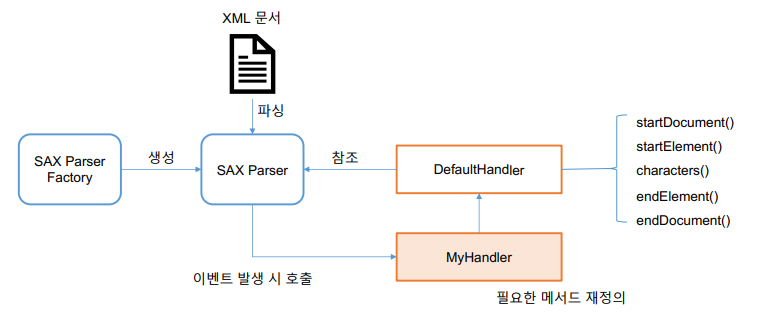 XML 문서
파싱
SAX Parser
Factory
생성
SAX Parser
참조
DefaultHandler
startDocument()
startElement()
characters()
endElement()
endDocument()
MyHandler
이벤트 발생 시 호출
필요한 메서드 재정의